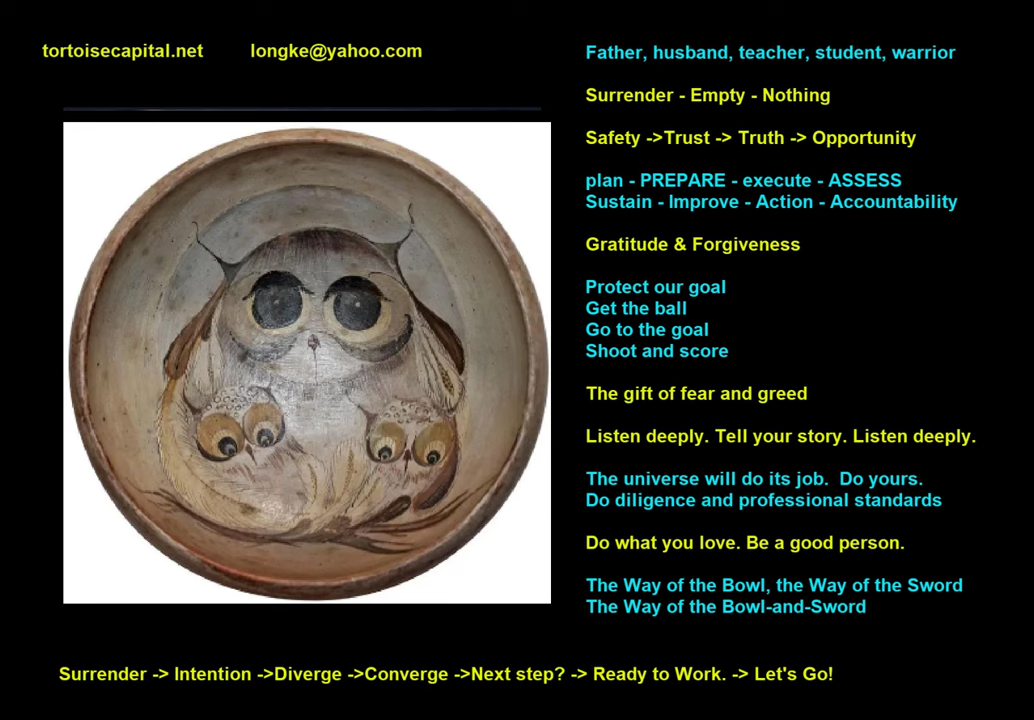 tortoisecapital.net longke@yahoo.com
Father, husband, teacher, student, warrior
Surrender - Empty - Nothing
Safety ->Trust -> Truth -> Opportunity
plan - PREPARE - execute - ASSESS
Sustain - Improve - Action - Accountability
Gratitude & Forgiveness
Protect our goal
Get the ball
Go to the goal
Shoot and score
The gift of fear and greed
Listen deeply. Tell your story. Listen deeply.
The universe will do its job.  Do yours.
Do diligence and professional standards
Do what you love. Be a good person.
The Way of the Bowl, the Way of the Sword
The Way of the Bowl-and-Sword
Surrender -> Intention ->Diverge ->Converge ->Next step? -> Ready to Work. -> Let's Go!